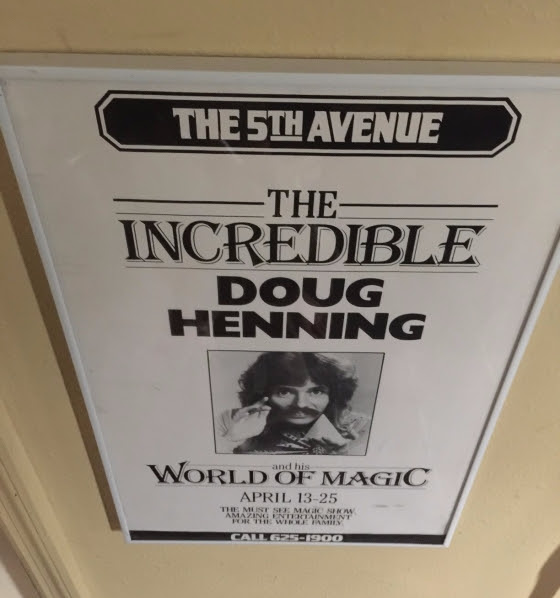 THE 5TH AVENUE
THE
INCREDIBLE
DOUG
HENNING
and his
WORLD OF MAGIC
APRIL 13-25
THE MUST SEE MAGIC SHOW.
AMAZING ENTERTAINMENT
FOR THE WHOLE FAMILY.
CALL 625-1900